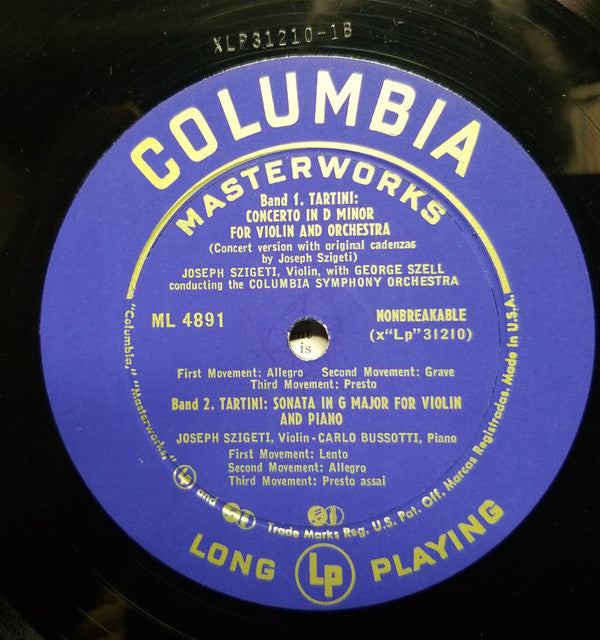 XLP31210-1B
COLUMBIA
MASTERWORKS
Band 1. TARTINI:
CONCERTO IN D MINOR
FOR VIOLIN AND ORCHESTRA
(Concert version with original cadenzas
by Joseph Szigeti)
JOSEPH SZIGETI, Violin, with GEORGE SZELL
conducting the COLUMBIA SYMPHONY ORCHESTRA
ML 4891
NONBREAKABLE
(x“Lp”31210)
is
First Movement: Allegro Second Movement: Grave
Third Movement: Presto
Band 2. TARTINI: SONATA IN G MAJOR FOR VIOLIN
AND PIANO
JOSEPH SZIGETI, Violin-CARLO BUSSOTTI, Piano
First Movement: Lento
Second Movement: Allegro
Third Movement: Presto assai
“Columbia,” “Masterworks,” Lp and Trade Marks Reg. U.S. Pat. Off. Marcas Registradas. Made in U.S.A.
LONG Lp PLAYING